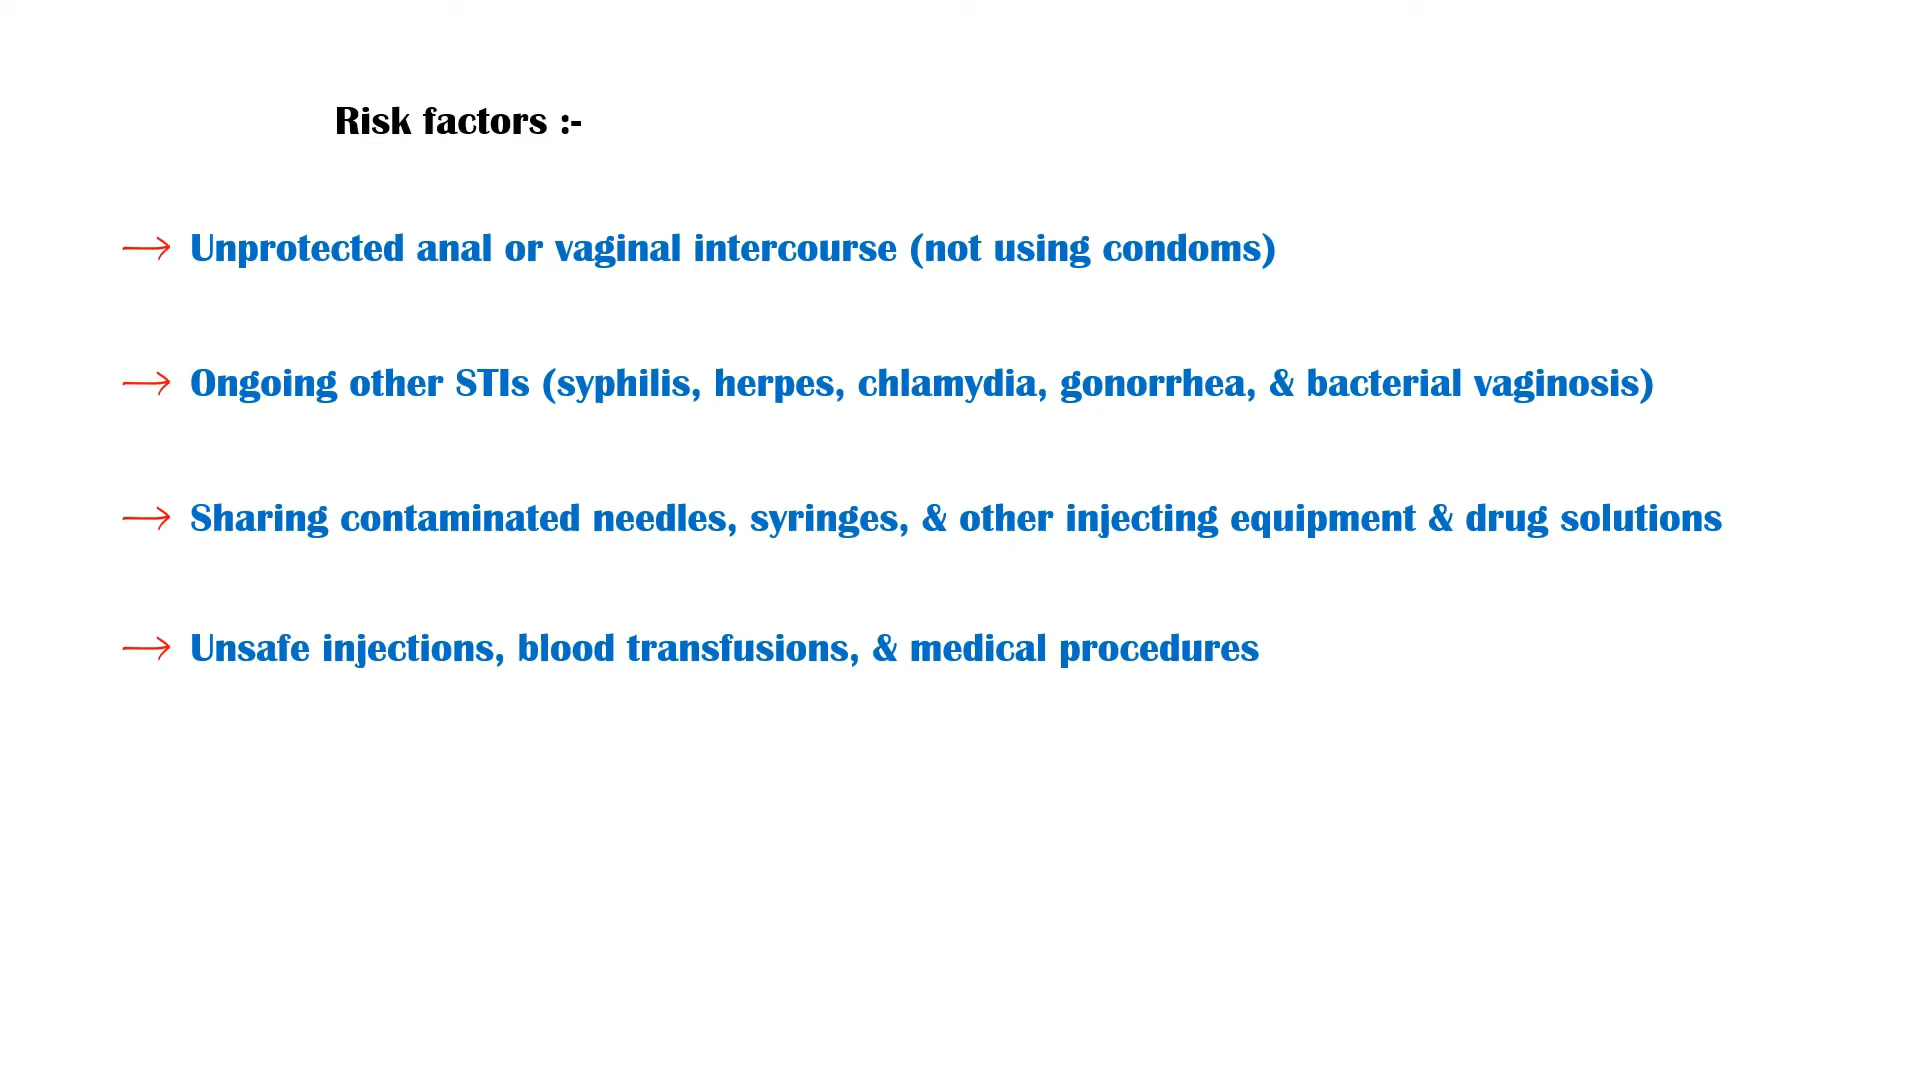 Risk factors :-
→ Unprotected anal or vaginal intercourse (not using condoms)
→ Ongoing other STIs (syphilis, herpes, chlamydia, gonorrhea, & bacterial vaginosis)
→ Sharing contaminated needles, syringes, & other injecting equipment & drug solutions
→ Unsafe injections, blood transfusions, & medical procedures